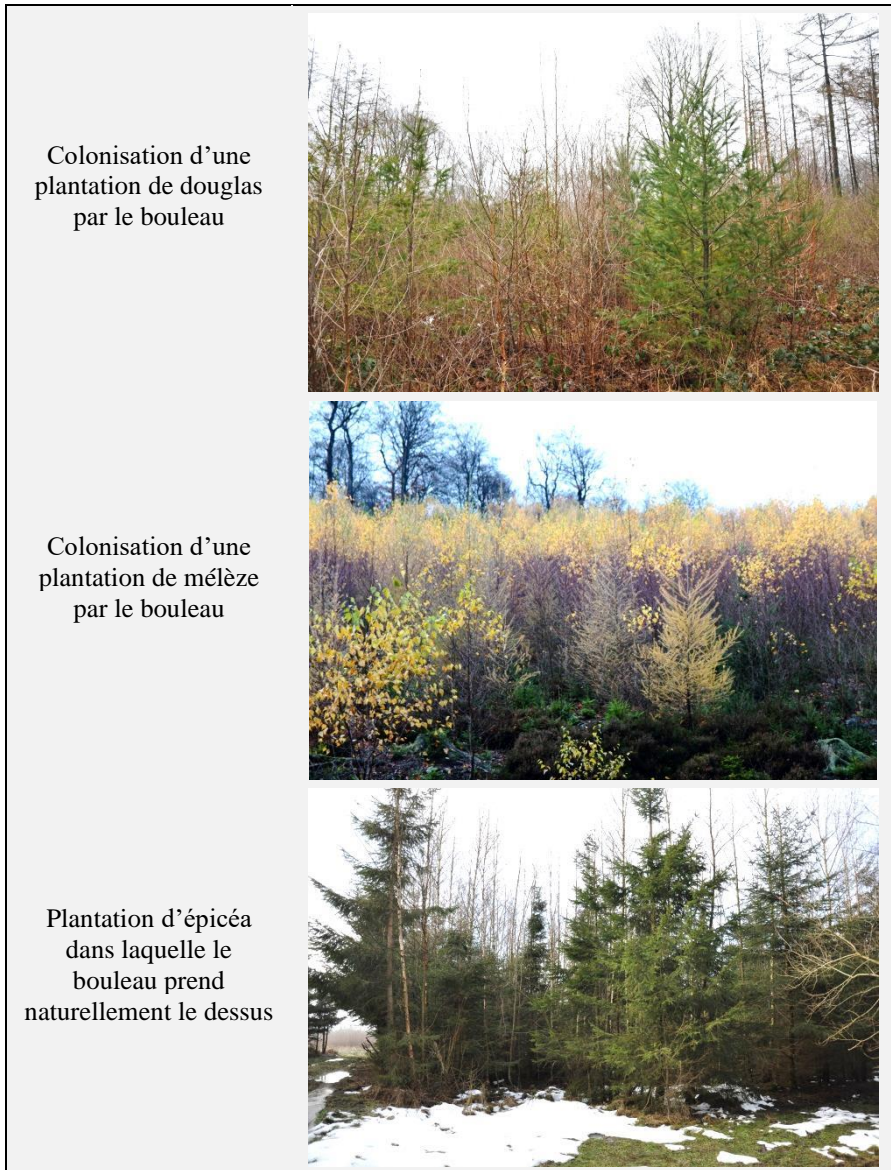 Colonisation d’une
plantation de douglas
par le bouleau
Colonisation d’une
plantation de mélèze
par le bouleau
Plantation d’épicéa
dans laquelle le
bouleau prend
naturellement le dessus